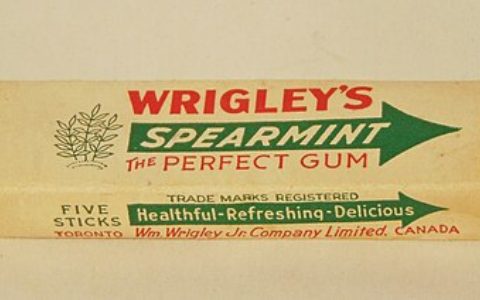 WRIGLEY'S
SPEARMINT
THE PERFECT GUM
TRADE MARKS REGISTERED
FIVE STICKS
Healthful-Refreshing-Delicious
TORONTO Wm. Wrigley Jr. Company Limited. CANADA